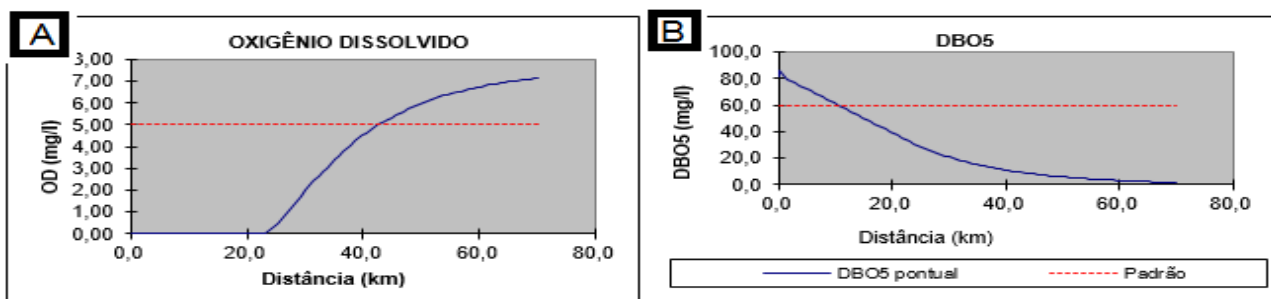 A
OXIGÊNIO DISSOLVIDO
OD (mg/l)
8,00
7,00
6,00
5,00
4,00
3,00
2,00
1,00
0,00
0,0 20,0 40,0 60,0 80,0
Distância (km)
B
DBO5
DBO5 (mg/l)
100,0
80,0
60,0
40,0
20,0
0,0
0,0 20,0 40,0 60,0 80,0
Distância (km)
DBO5 pontual Padrão